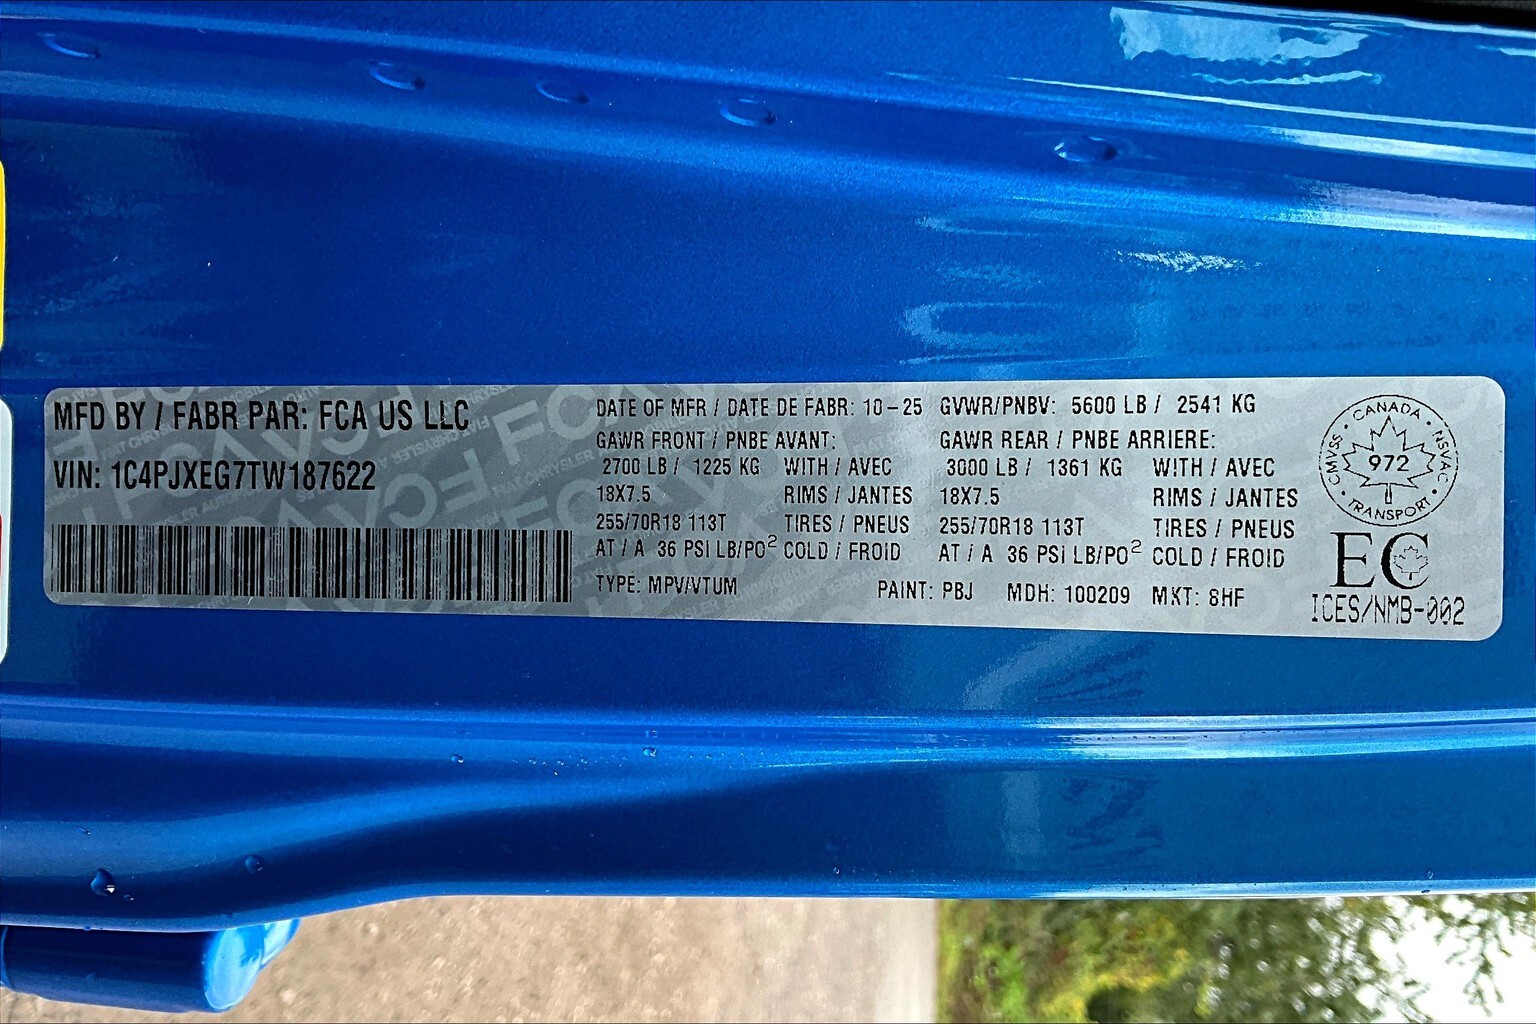 MFD BY / FABR PAR: FCA US LLC
VIN: 1C4PJXEG7TW187622
DATE OF MFR / DATE DE FABR: 10-25 GVWR/PNBV: 5600 LB / 2541 KG
GAWR FRONT / PNBE AVANT: GAWR REAR / PNBE ARRIERE:
2700 LB / 1225 KG WITH / AVEC 3000 LB / 1361 KG WITH / AVEC
18X7.5 RIMS / JANTES 18X7.5 RIMS / JANTES
255/70R18 113T TIRES / PNEUS 255/70R18 113T TIRES / PNEUS
AT / A 36 PSI LB/PO² COLD / FROID AT / A 36 PSI LB/PO² COLD / FROID
TYPE: MPV/VTUM PAINT: PBJ MDH: 100209 MKT: 8HF
CANADA
CMVSS · NSVAC
972
TRANSPORT
EC
ICES/NMB-002